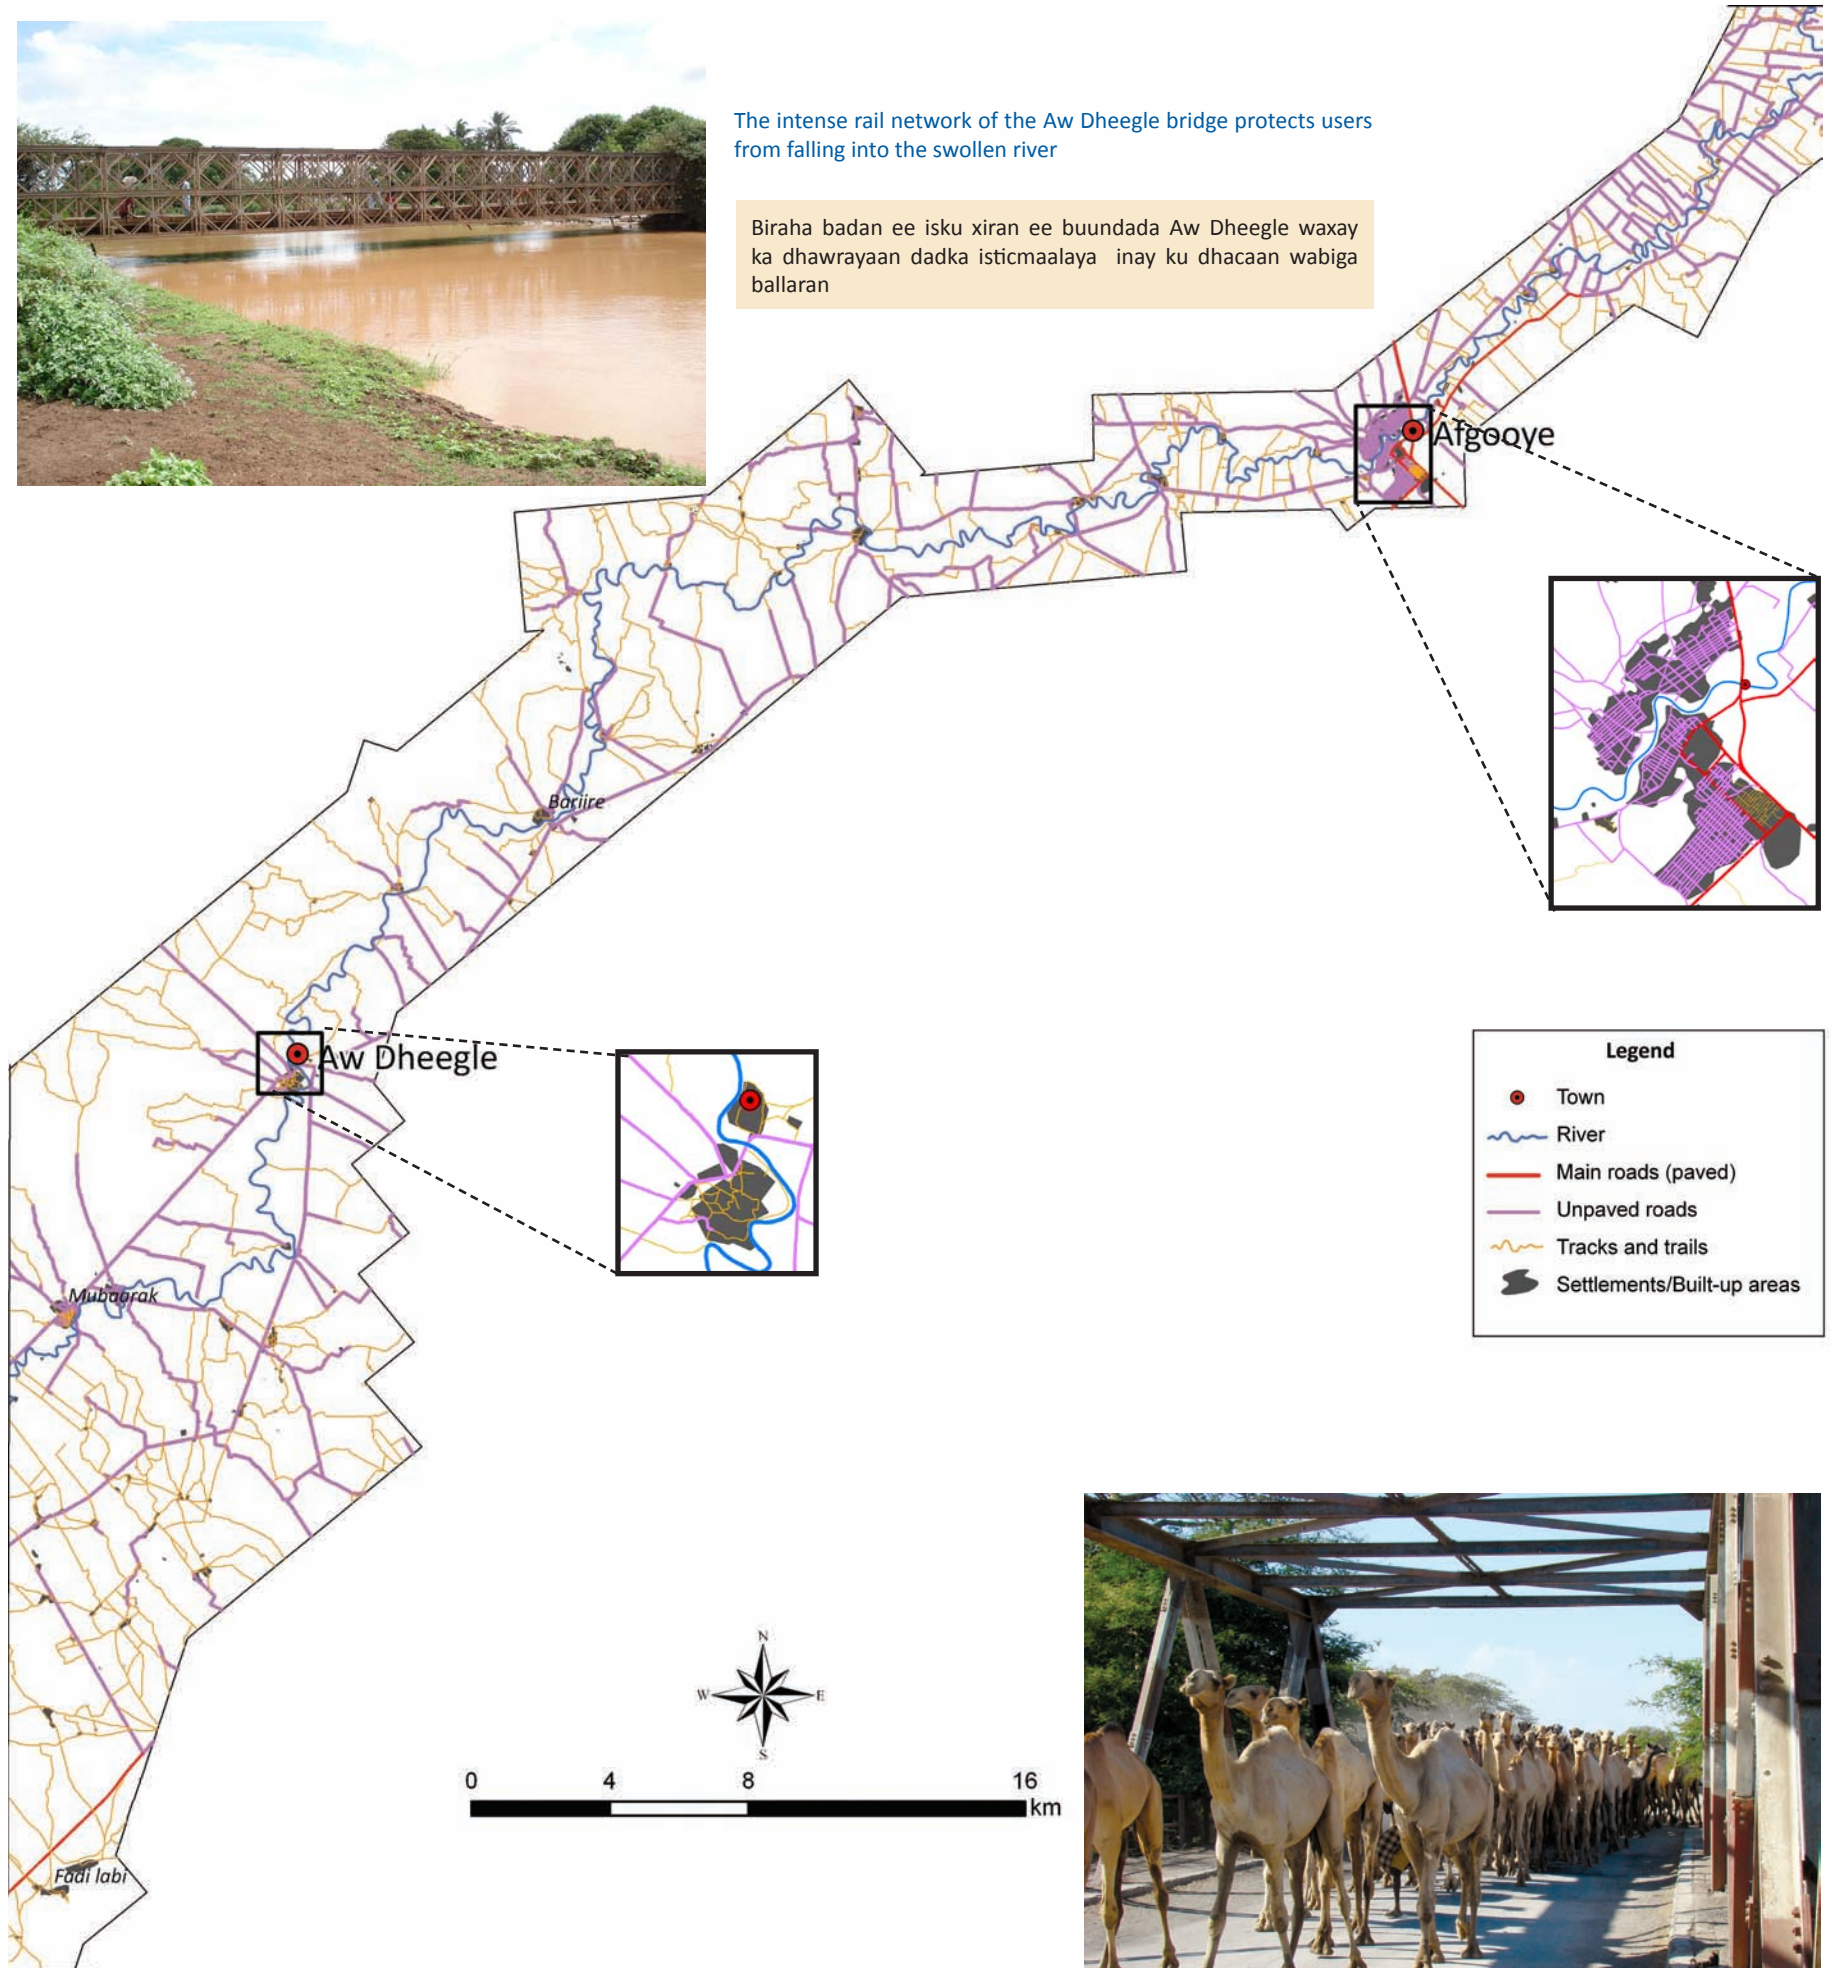 The intense rail network of the Aw Dheegle bridge protects users
from falling into the swollen river
Biraha badan ee isku xiran ee buundada Aw Dheegle waxay
ka dhawrayaan dadka isticmaalaya inay ku dhacaan wabiga
ballaran
Afgooye
Bariire
Aw Dheegle
Mubaarak
Fadi labi
Legend
Town
River
Main roads (paved)
Unpaved roads
Tracks and trails
Settlements/Built-up areas
N
W E
S
0 4 8 16
km